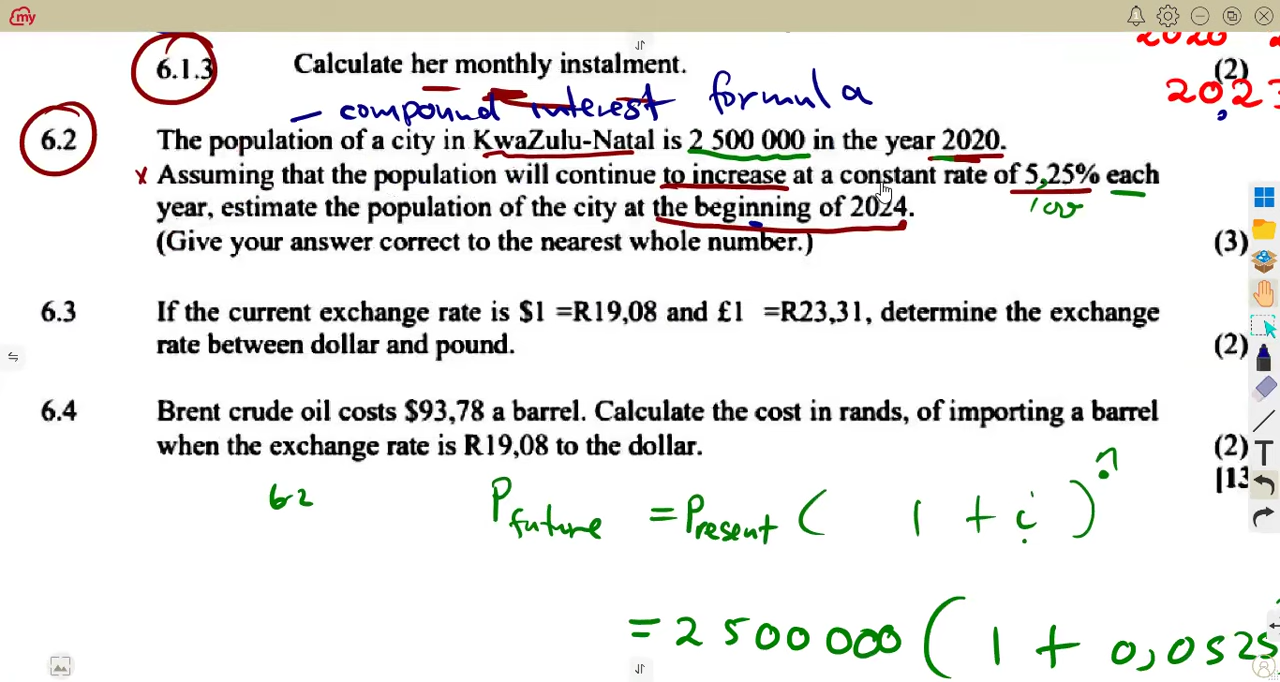 my
2020
6.1.3 Calculate her monthly instalment. (2)
2023
– compound interest formula
6.2 The population of a city in KwaZulu-Natal is 2 500 000 in the year 2020.
x Assuming that the population will continue to increase at a constant rate of 5,25% each
100
year, estimate the population of the city at the beginning of 2024.
(Give your answer correct to the nearest whole number.) (3)
6.3 If the current exchange rate is $1 =R19,08 and £1 =R23,31, determine the exchange
rate between dollar and pound. (2)
6.4 Brent crude oil costs $93,78 a barrel. Calculate the cost in rands, of importing a barrel
when the exchange rate is R19,08 to the dollar. (2)
[13
6.2 Pfuture = Present ( 1 + i )^n
= 2 500 000 ( 1 + 0,0525